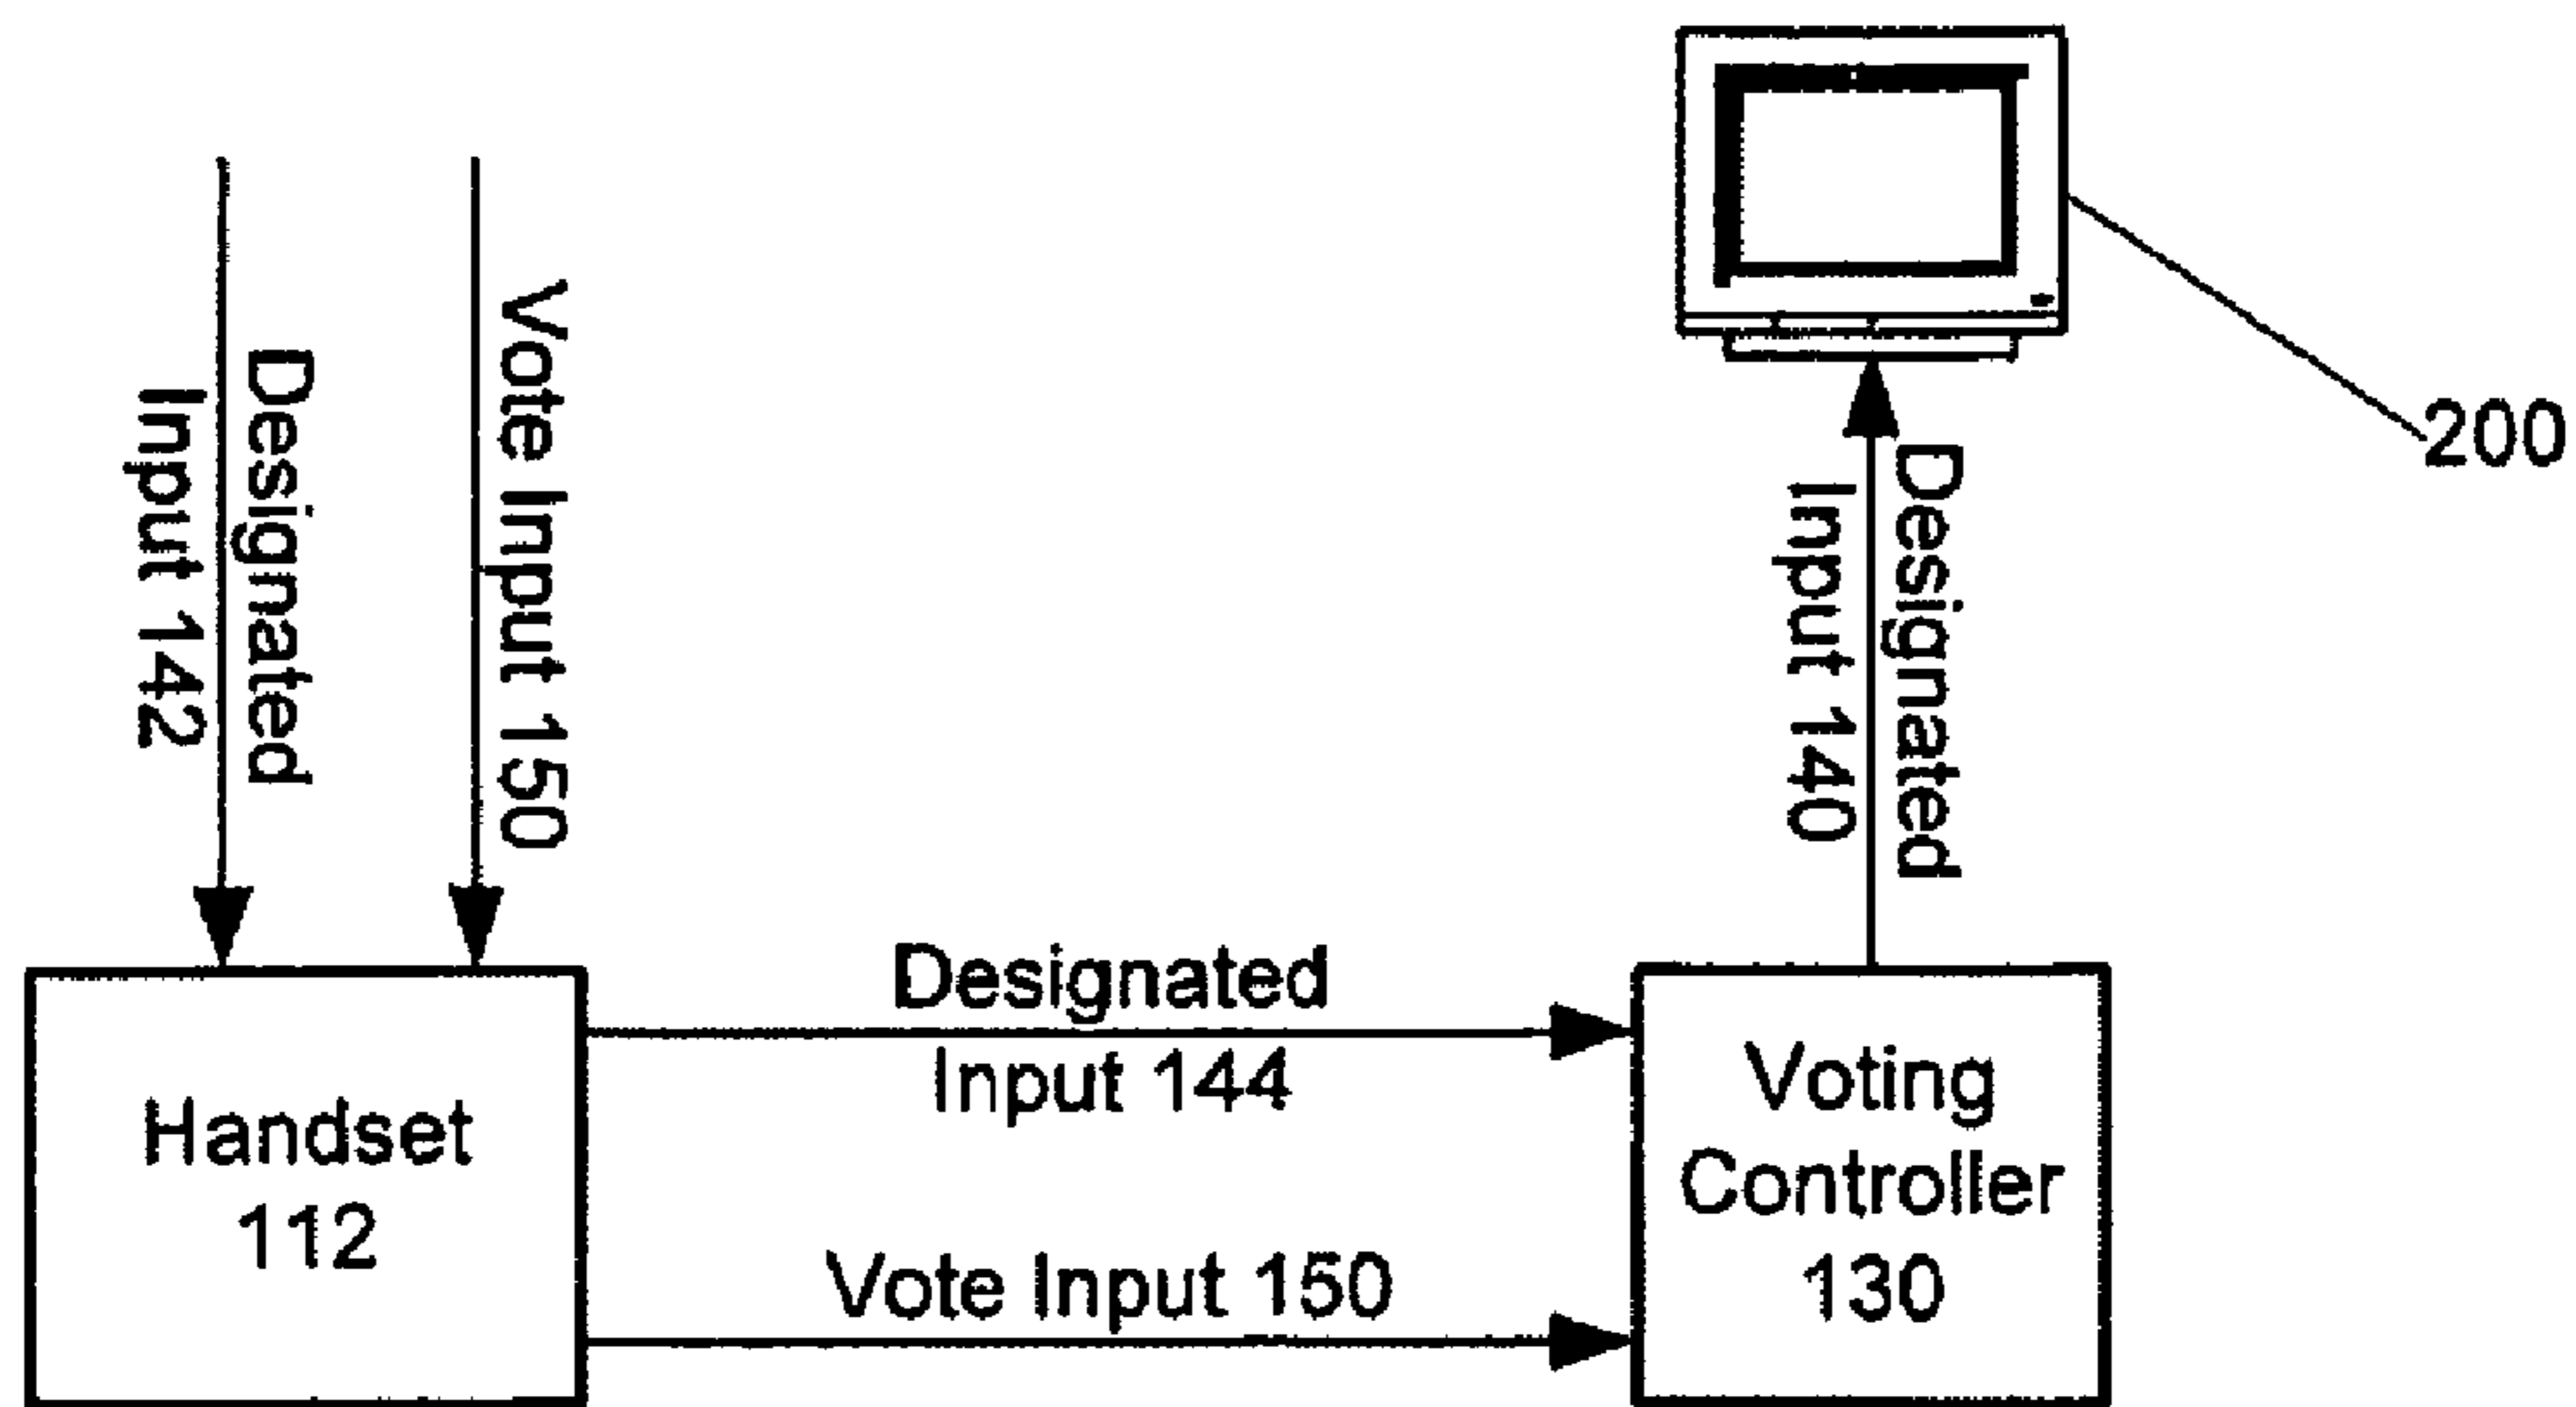 Designated
Input 142
Vote Input 150
Designated
Input 140
200
Designated
Input 144
Handset
112
Vote Input 150
Voting
Controller
130